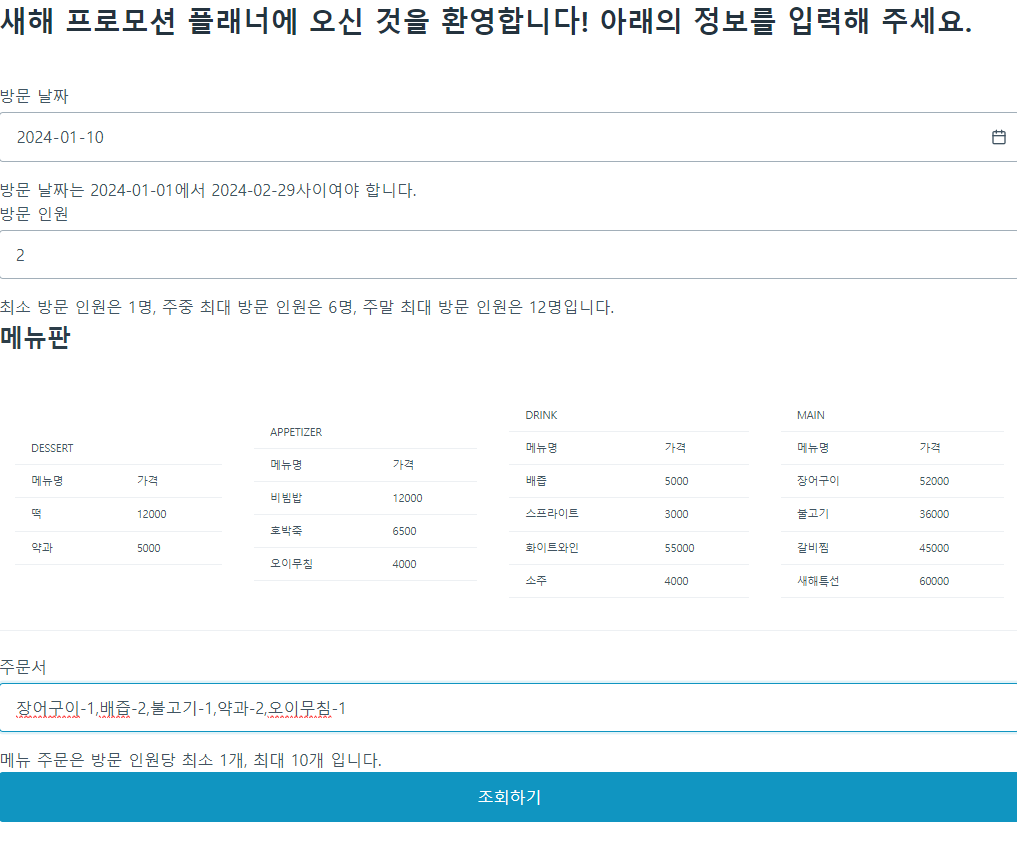 새해 프로모션 플래너에 오신 것을 환영합니다! 아래의 정보를 입력해 주세요.
방문 날짜
2024-01-10
방문 날짜는 2024-01-01에서 2024-02-29사이여야 합니다.
방문 인원
2
최소 방문 인원은 1명, 주중 최대 방문 인원은 6명, 주말 최대 방문 인원은 12명입니다.
메뉴판
DESSERT
메뉴명 가격
떡 12000
약과 5000
APPETIZER
메뉴명 가격
비빔밥 12000
호박죽 6500
오이무침 4000
DRINK
메뉴명 가격
배즙 5000
스프라이트 3000
화이트와인 55000
소주 4000
MAIN
메뉴명 가격
장어구이 52000
불고기 36000
갈비찜 45000
새해특선 60000
주문서
장어구이-1,배즙-2,불고기-1,약과-2,오이무침-1
메뉴 주문은 방문 인원당 최소 1개, 최대 10개 입니다.
조회하기